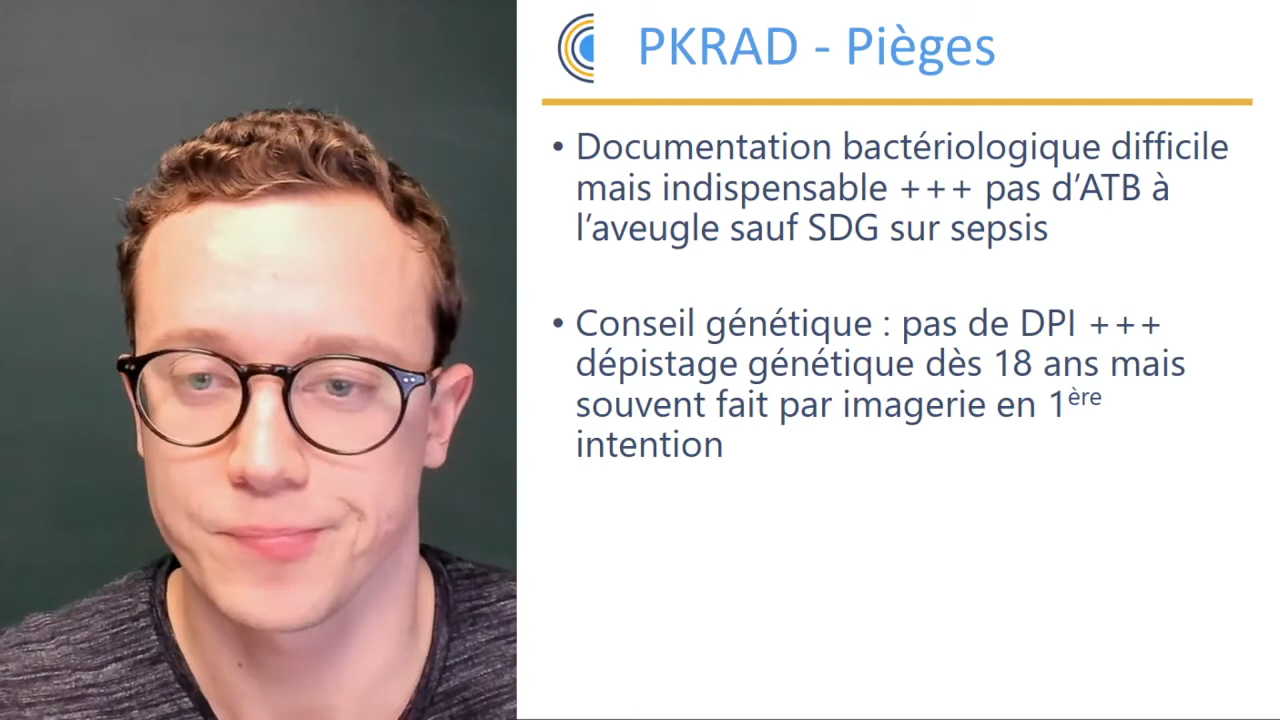 PKRAD - Pièges
• Documentation bactériologique difficile
mais indispensable +++ pas d’ATB à
l’aveugle sauf SDG sur sepsis
• Conseil génétique : pas de DPI +++
dépistage génétique dès 18 ans mais
souvent fait par imagerie en 1ère
intention